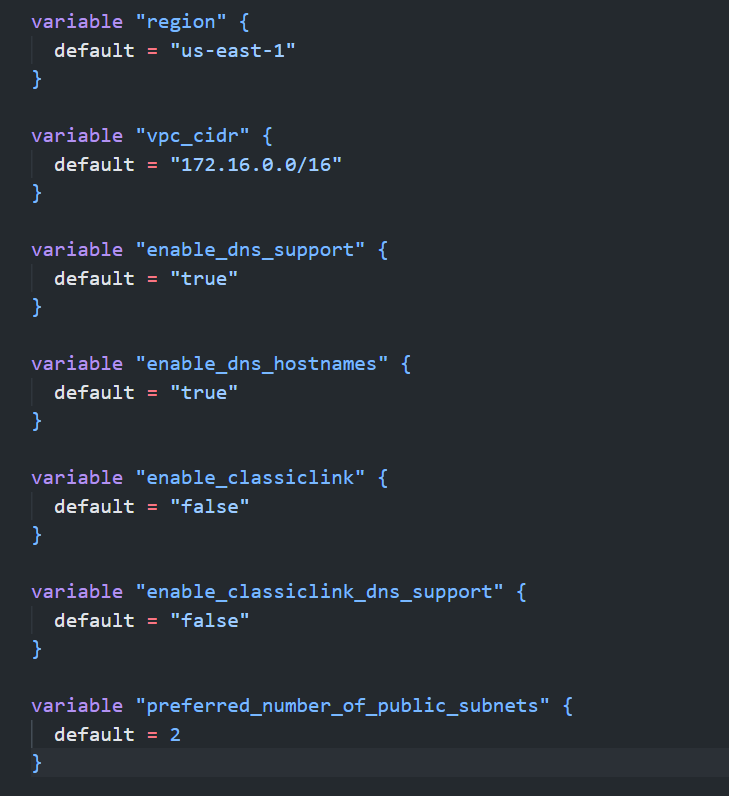 variable "region" {
  default = "us-east-1"
}

variable "vpc_cidr" {
  default = "172.16.0.0/16"
}

variable "enable_dns_support" {
  default = "true"
}

variable "enable_dns_hostnames" {
  default = "true"
}

variable "enable_classiclink" {
  default = "false"
}

variable "enable_classiclink_dns_support" {
  default = "false"
}

variable "preferred_number_of_public_subnets" {
  default = 2
}